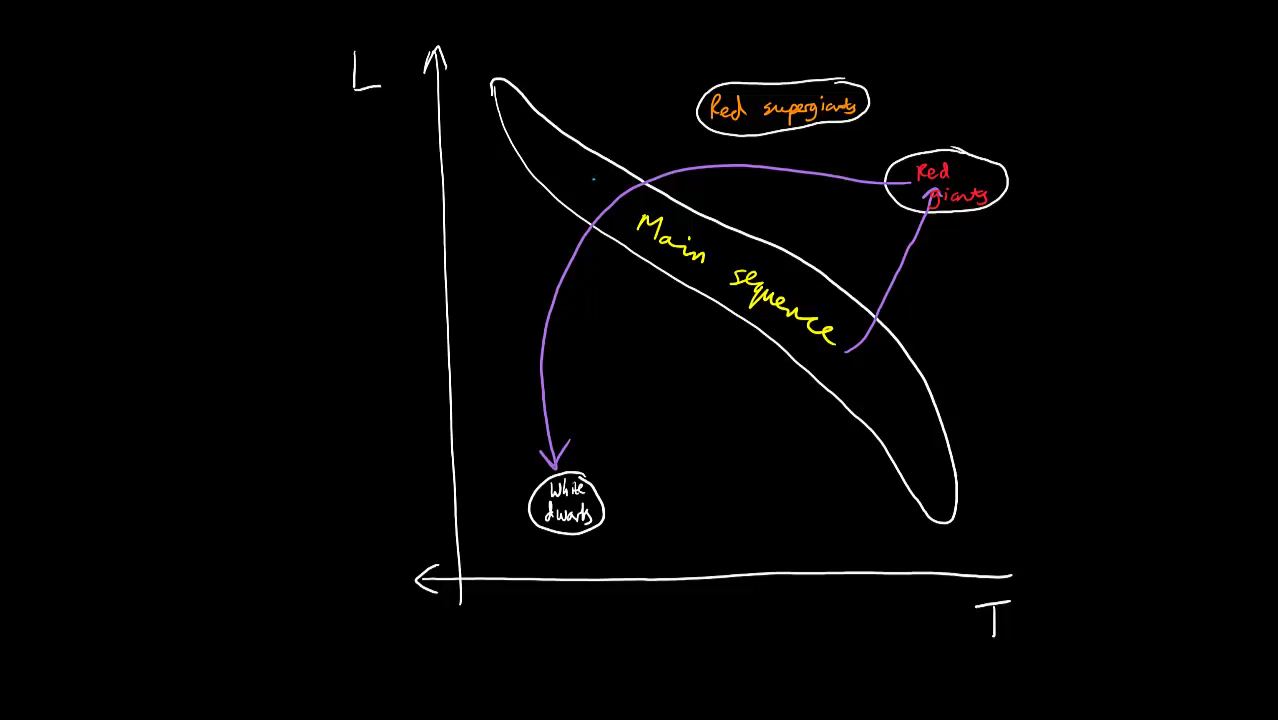 L
Red supergiants
Red
giants
Main sequence
White
dwarfs
T